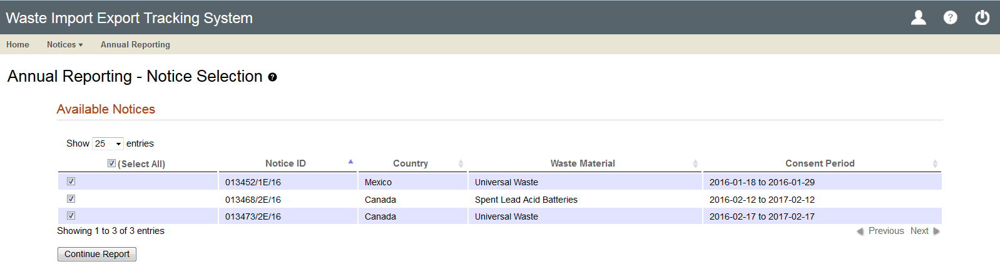 Waste Import Export Tracking System
Home Notices Annual Reporting
Annual Reporting - Notice Selection
Available Notices
Show 25 entries
(Select All) Notice ID Country Waste Material Consent Period
013452/1E/16 Mexico Universal Waste 2016-01-18 to 2016-01-29
013468/2E/16 Canada Spent Lead Acid Batteries 2016-02-12 to 2017-02-12
013473/2E/16 Canada Universal Waste 2016-02-17 to 2017-02-17
Showing 1 to 3 of 3 entries Previous Next
Continue Report